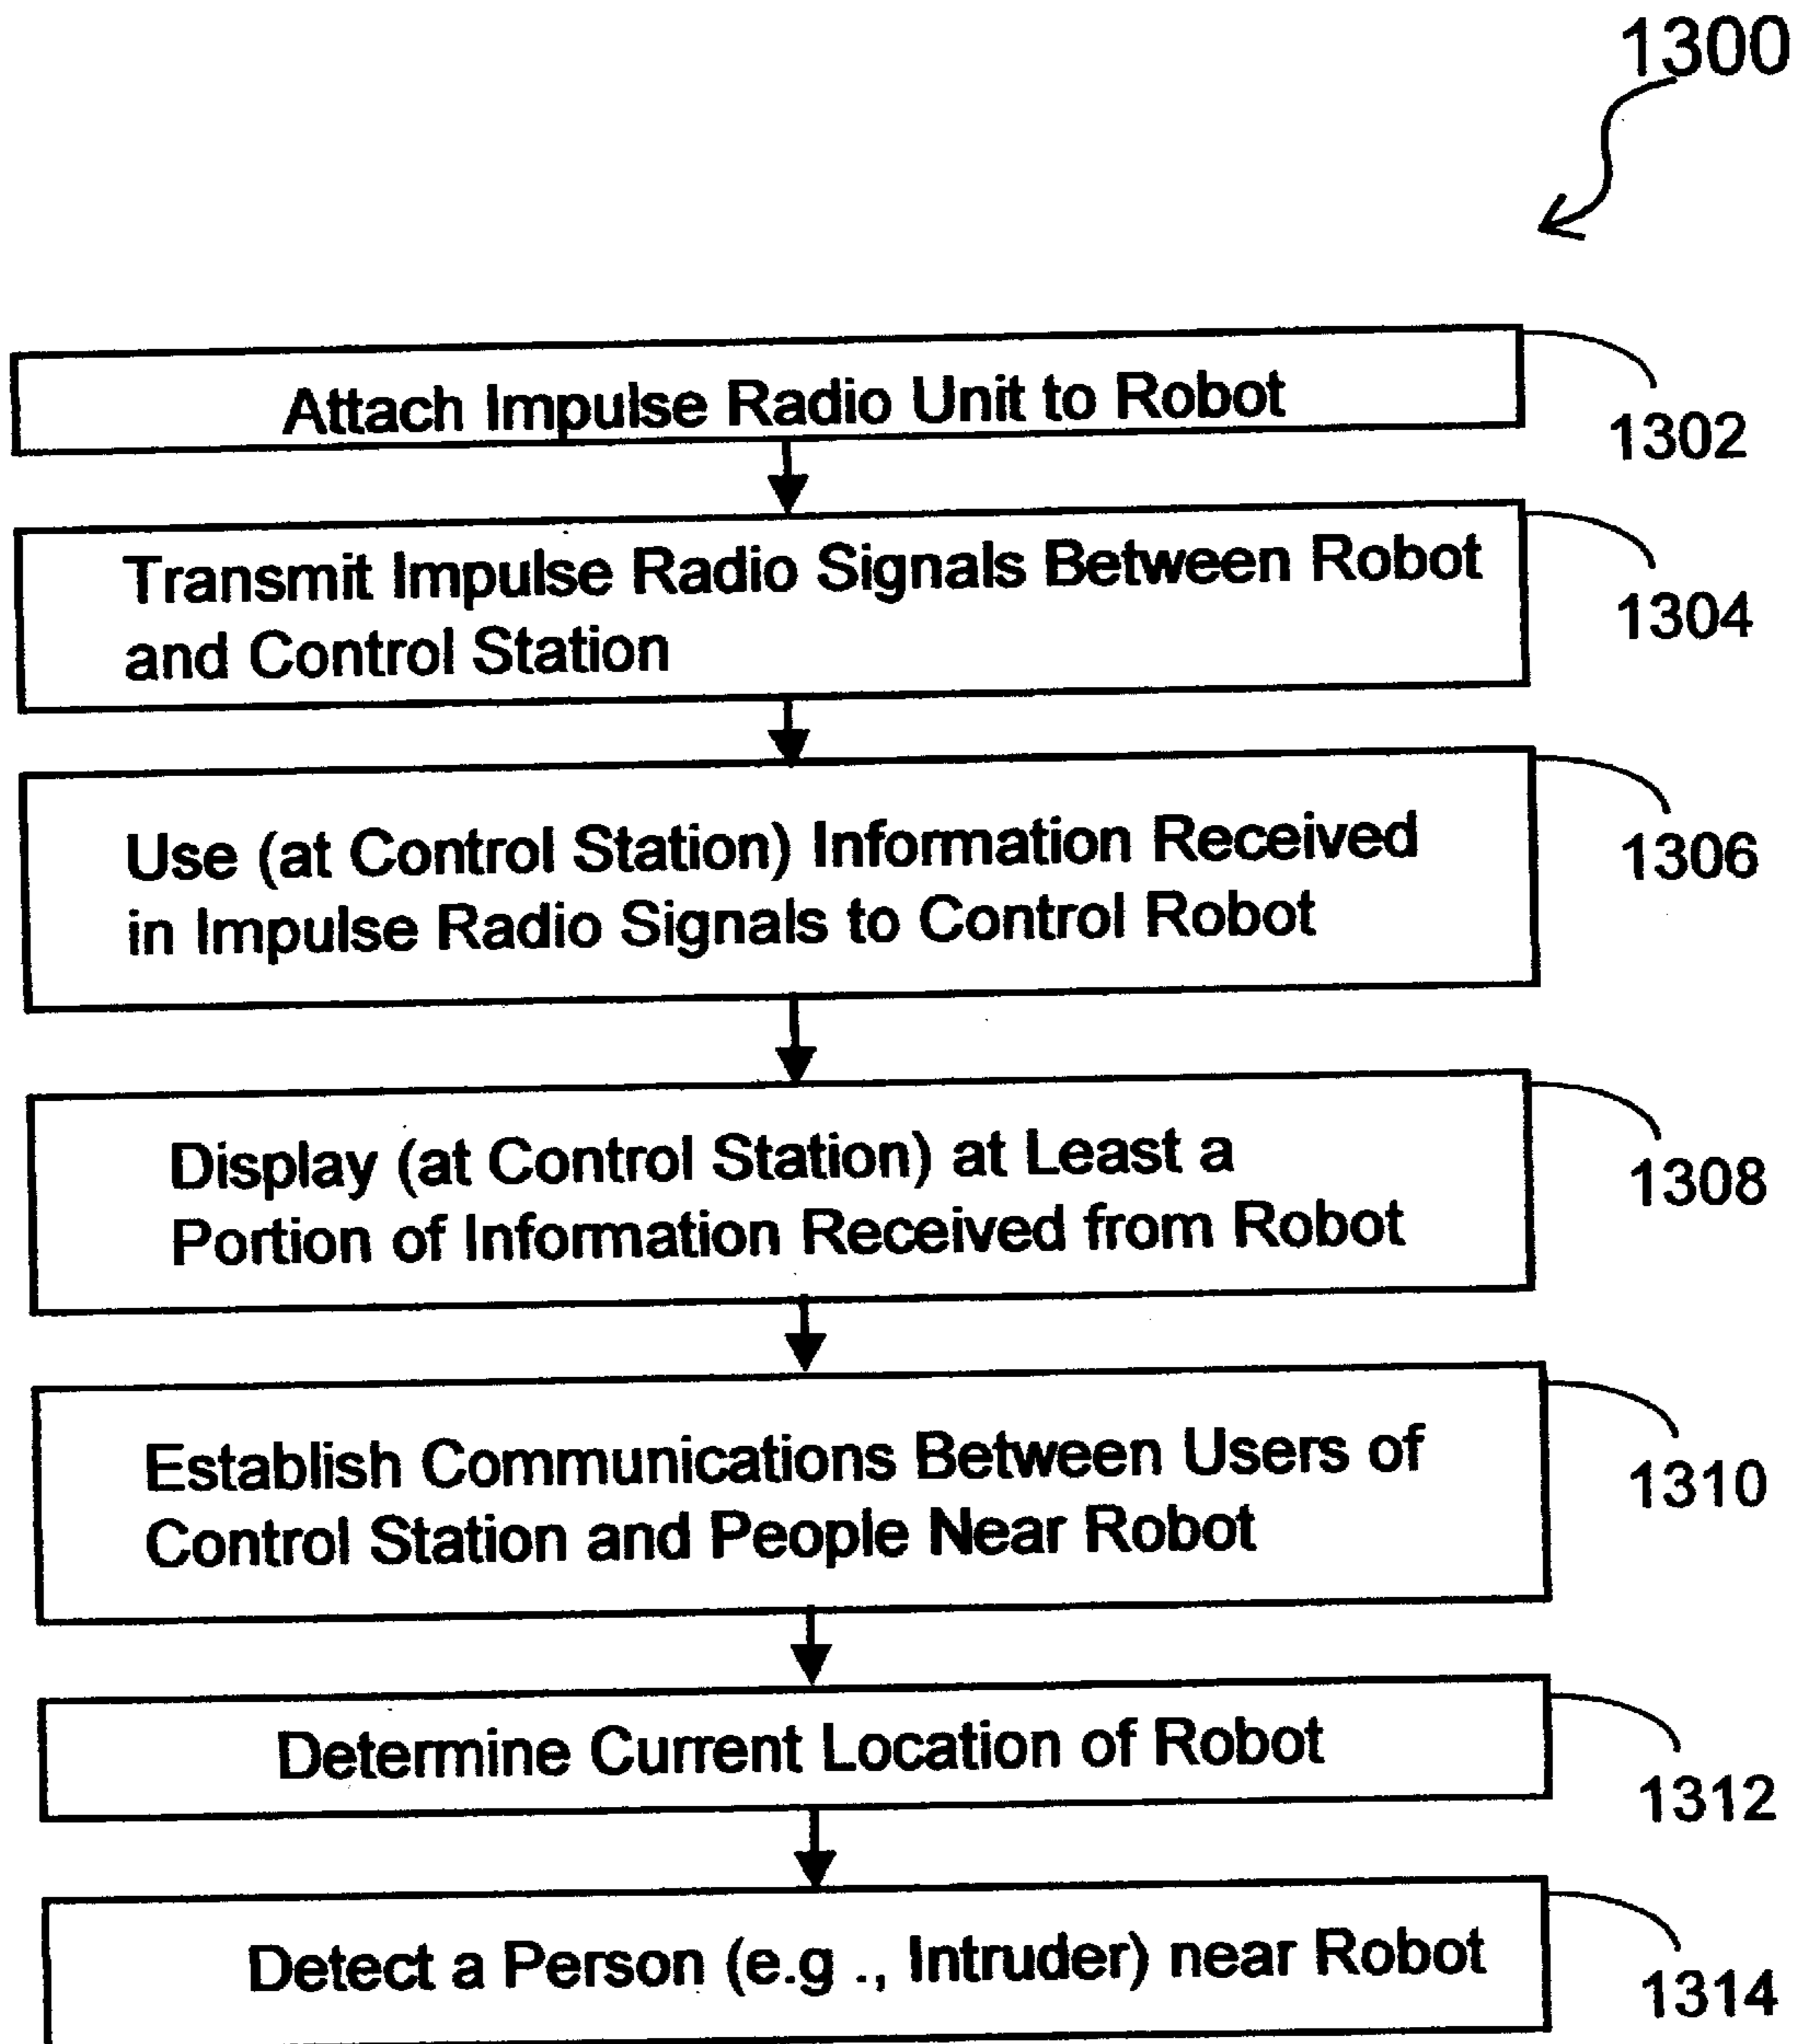 1300
Attach Impulse Radio Unit to Robot
1302
Transmit Impulse Radio Signals Between Robot
and Control Station
1304
Use (at Control Station) Information Received
in Impulse Radio Signals to Control Robot
1306
Display (at Control Station) at Least a
Portion of Information Received from Robot
1308
Establish Communications Between Users of
Control Station and People Near Robot
1310
Determine Current Location of Robot
1312
Detect a Person (e.g ., Intruder) near Robot
1314